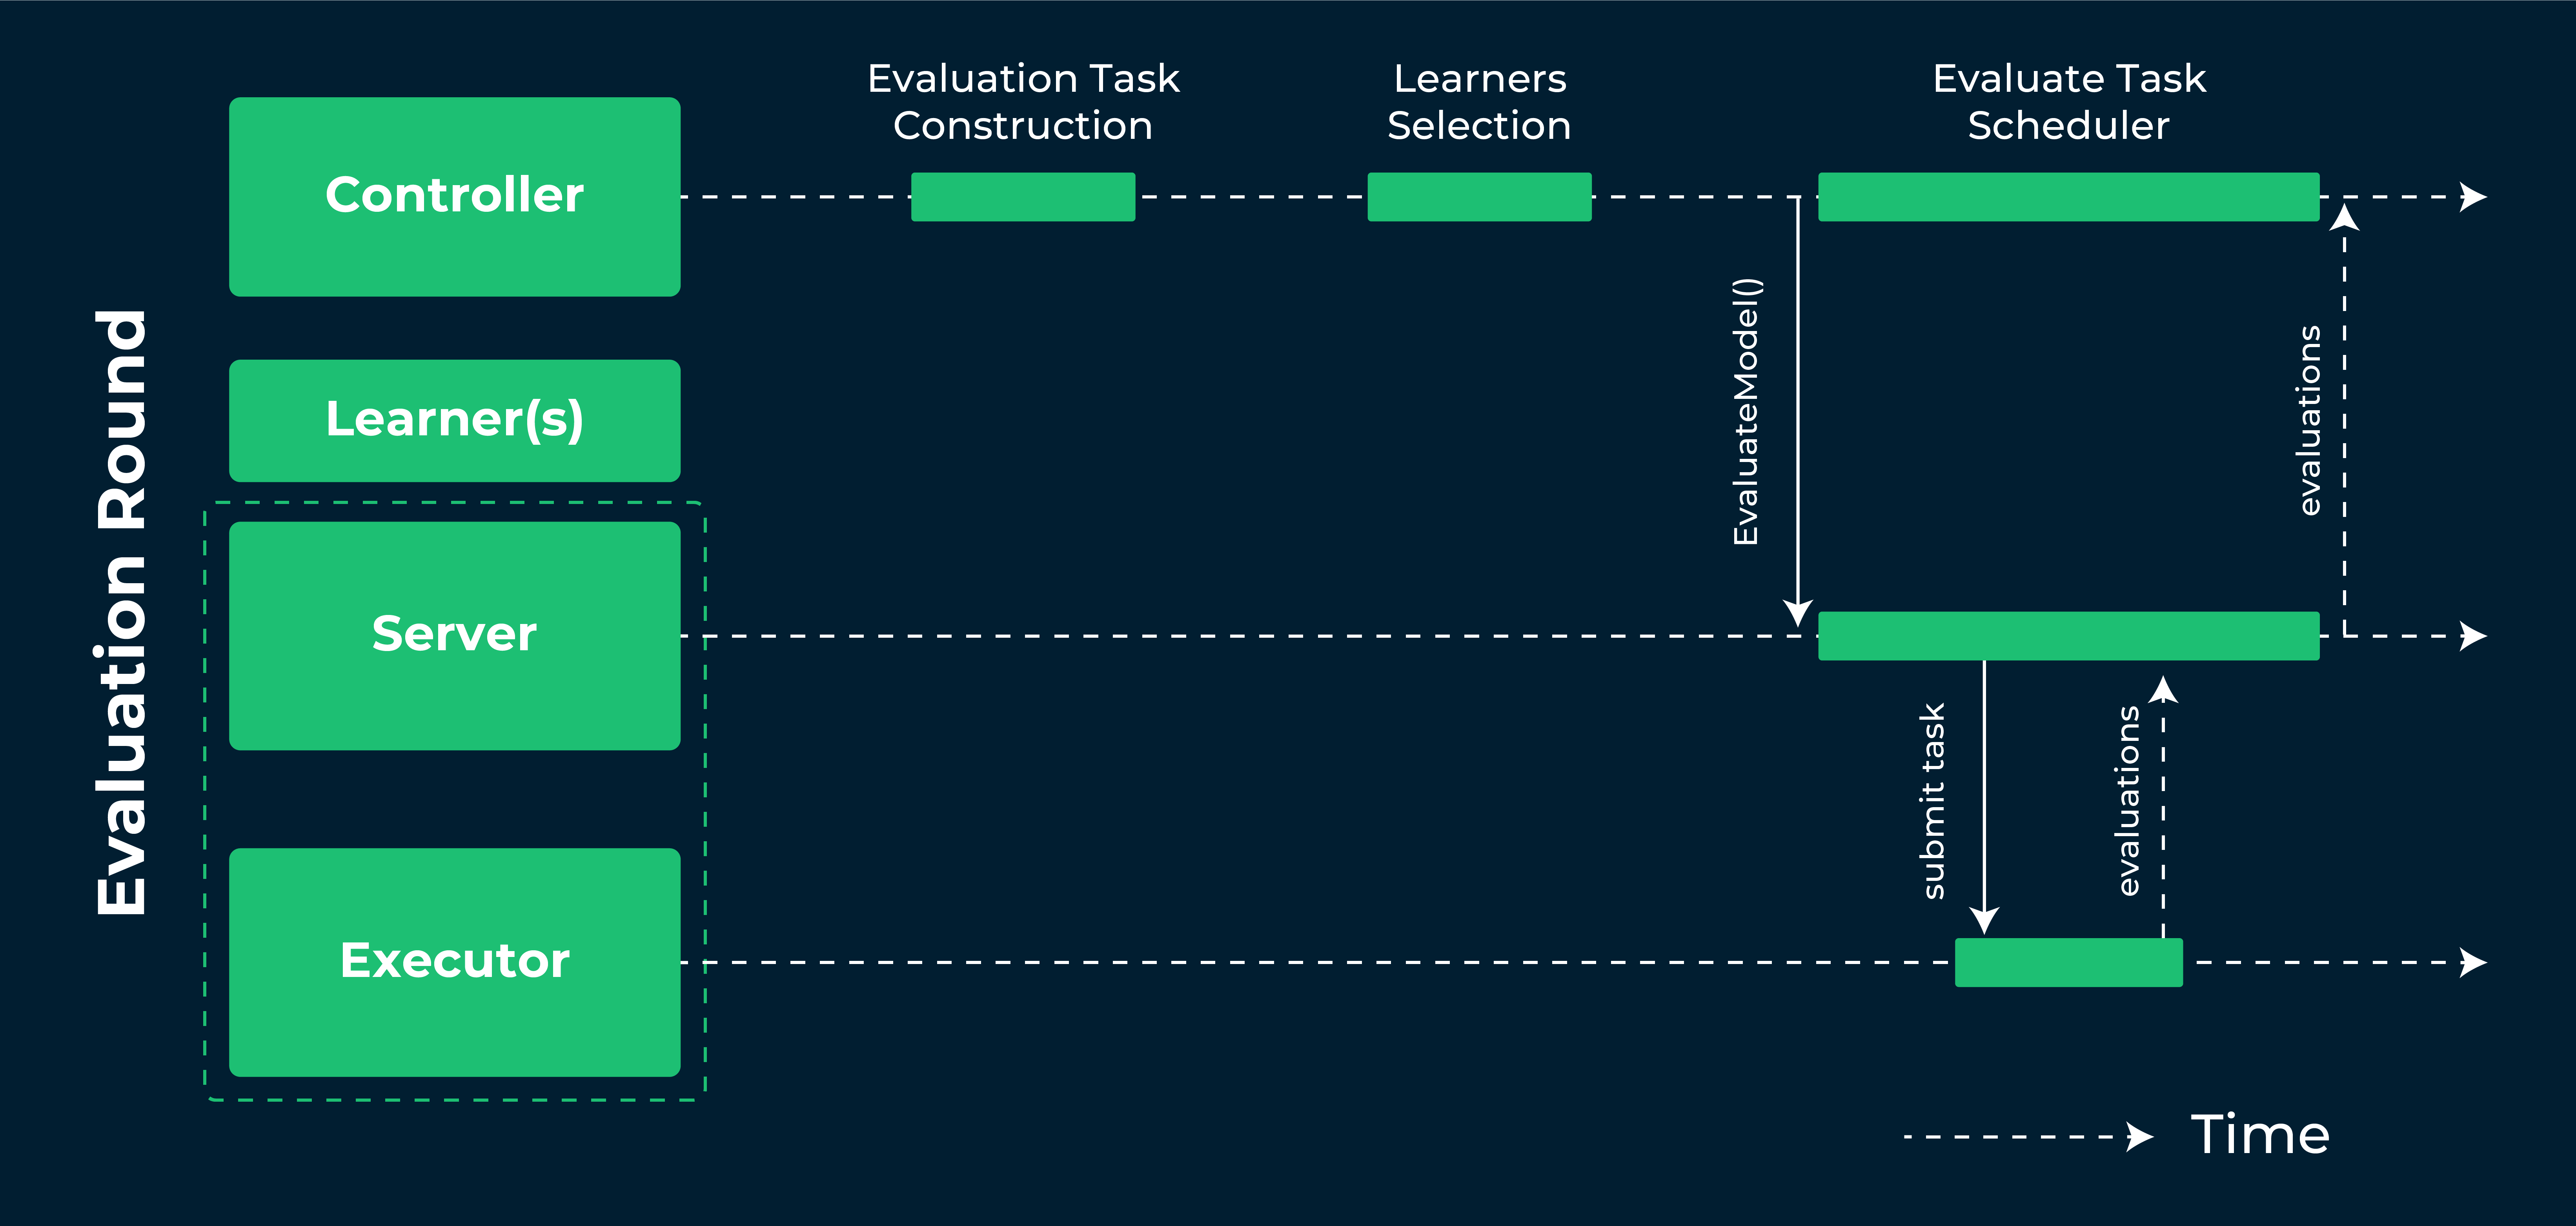 Evaluation Round
Controller
Learner(s)
Server
Executor
Evaluation Task
Construction
Learners
Selection
Evaluate Task
Scheduler
EvaluateModel()
evaluations
submit task
evaluations
Time